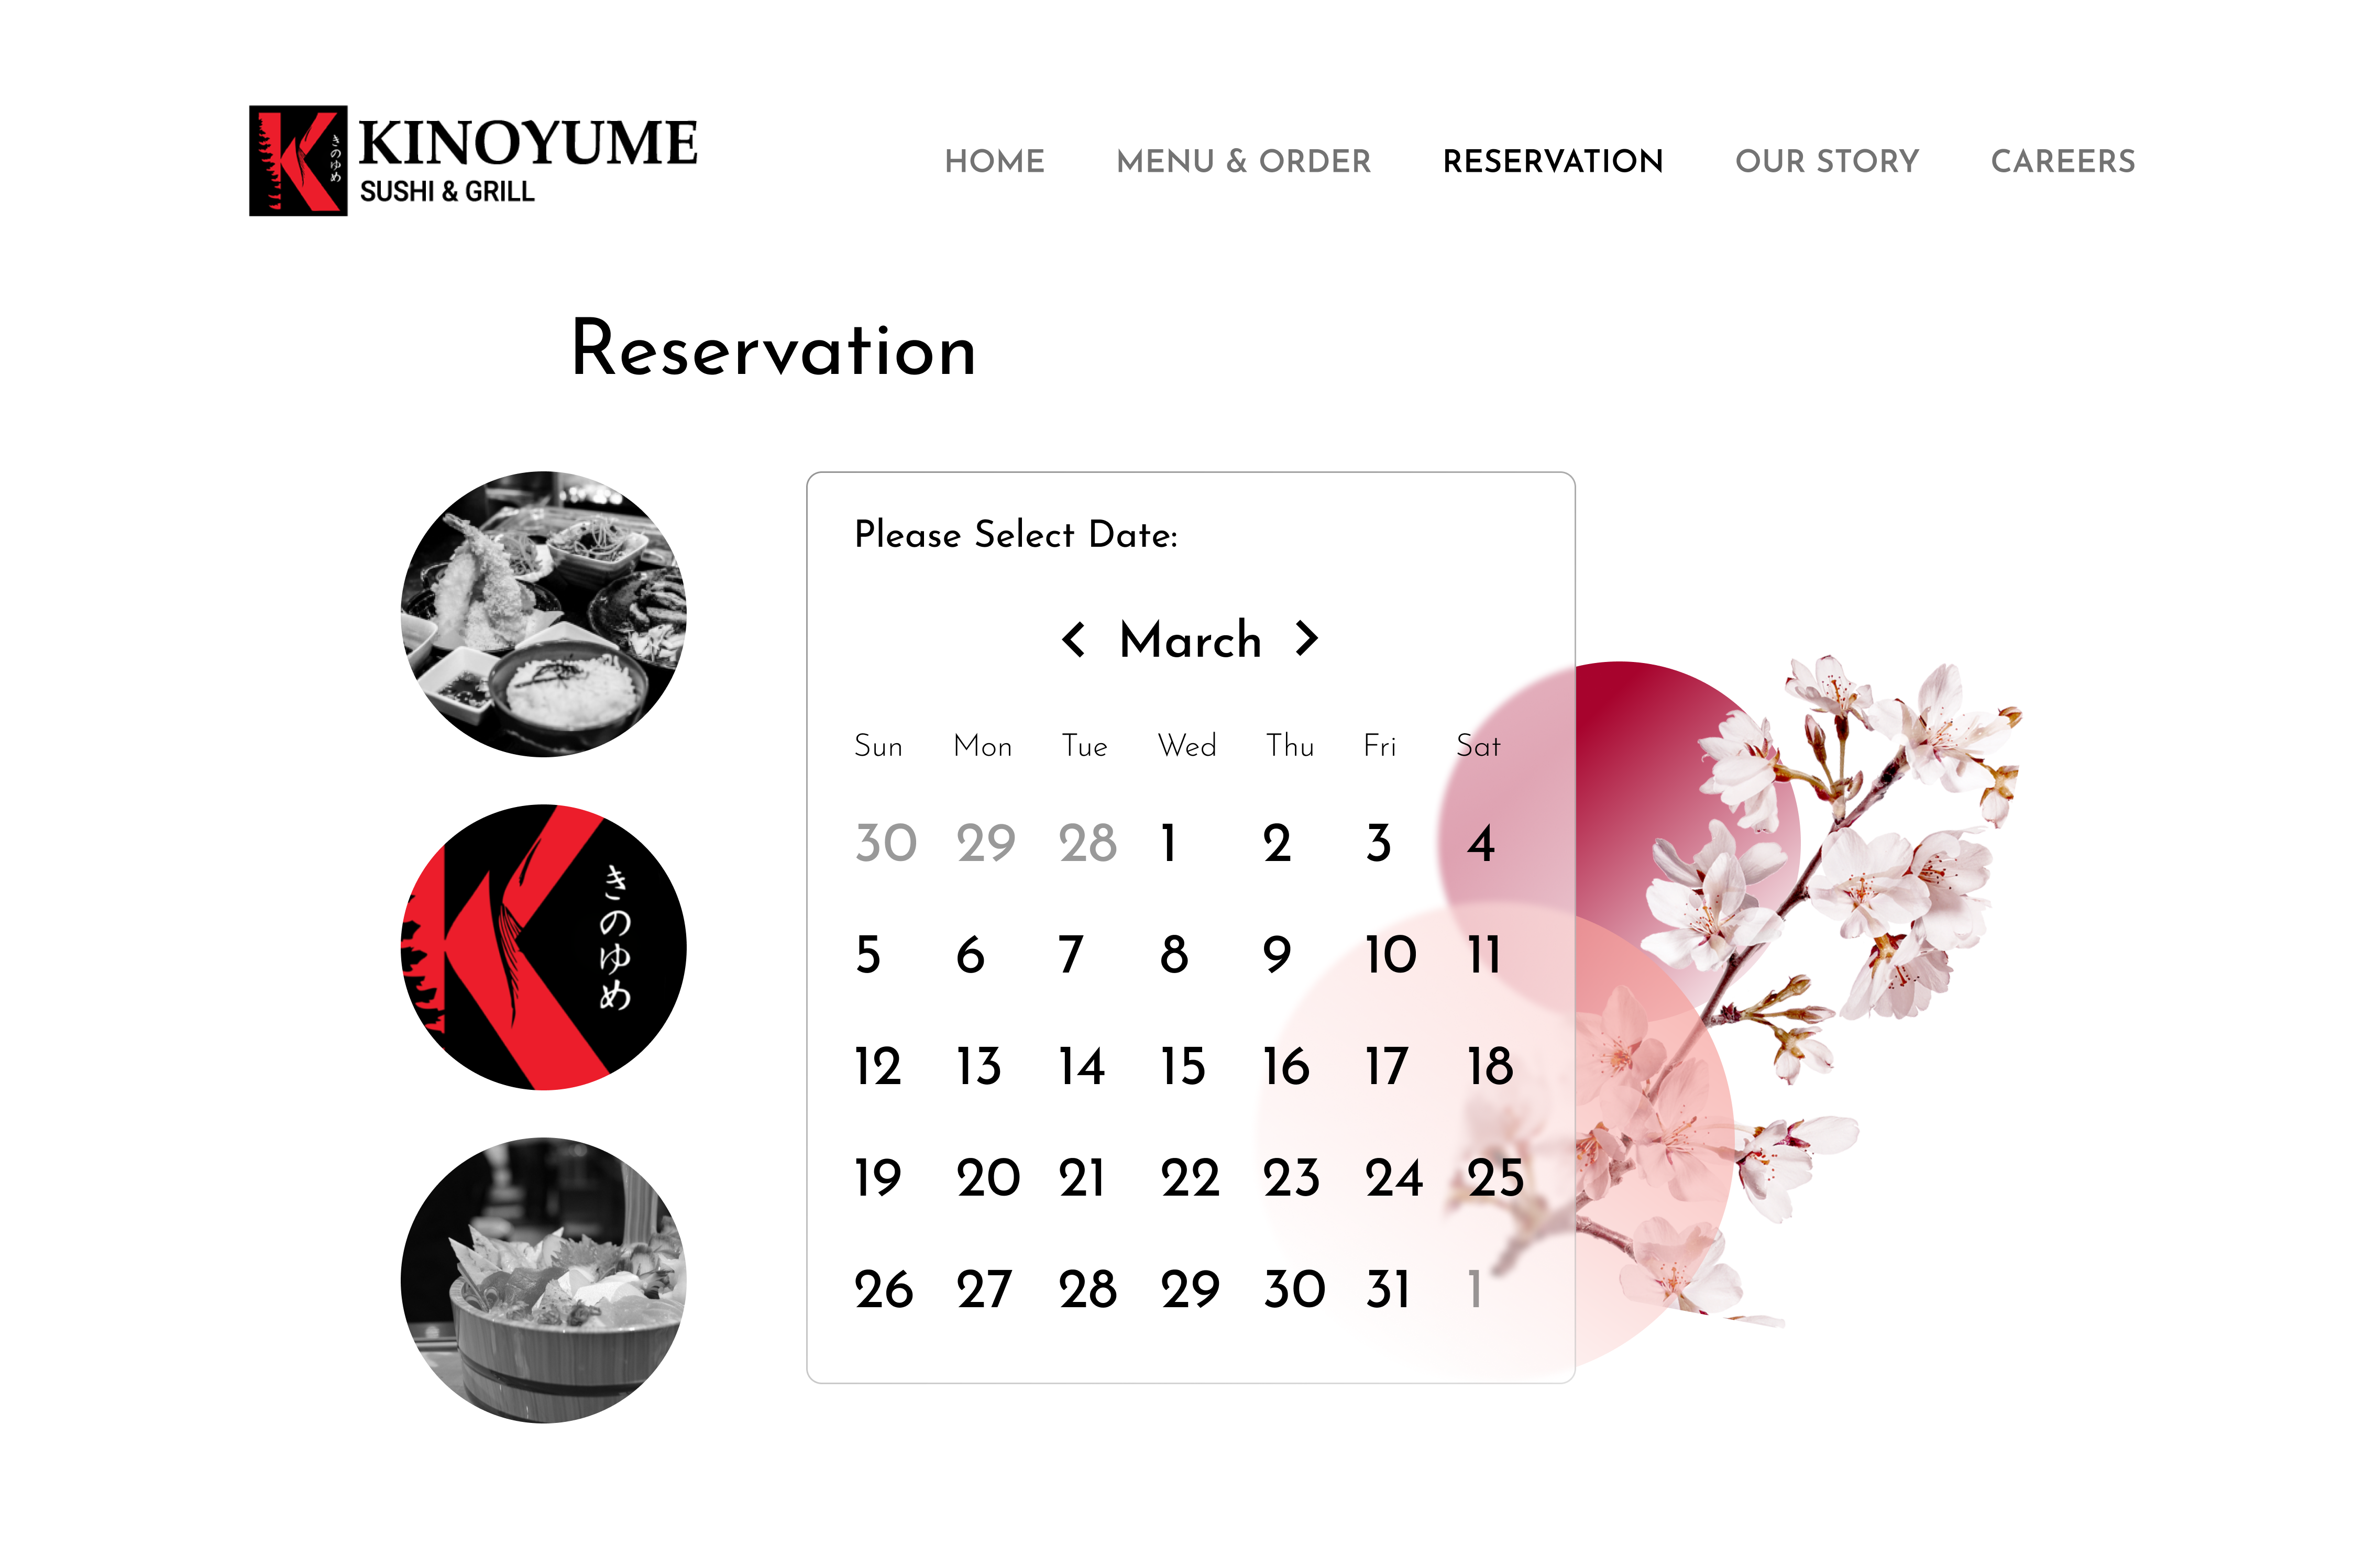 きのゆめ
KINOYUME
SUSHI & GRILL
HOME MENU & ORDER RESERVATION OUR STORY CAREERS
Reservation
Please Select Date:
March
Sun Mon Tue Wed Thu Fri Sat
30 29 28 1 2 3 4
5 6 7 8 9 10 11
12 13 14 15 16 17 18
19 20 21 22 23 24 25
26 27 28 29 30 31 1
きのゆめ